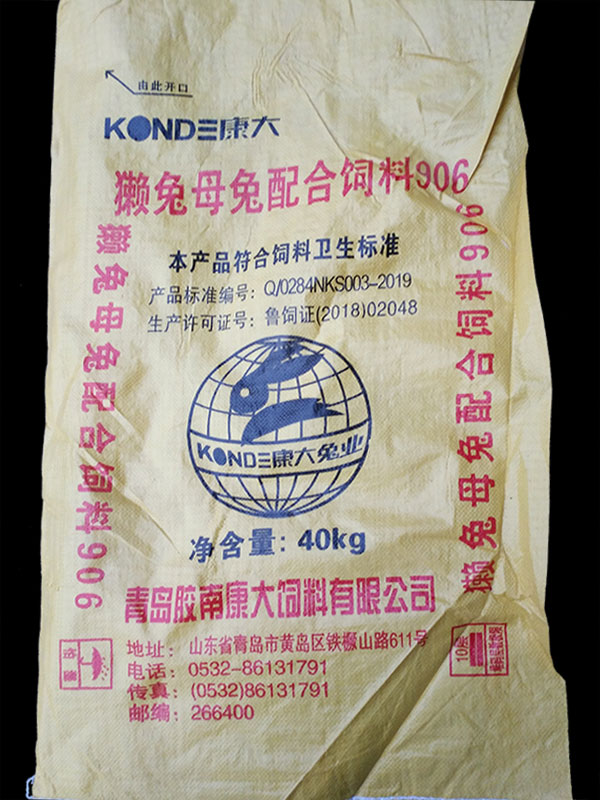 由此开口
KONDE康大
獭兔母兔配合饲料906
本产品符合饲料卫生标准
产品标准编号：Q/0284NKS003-2019
生产许可证号：鲁饲证(2018)02048
獭兔母兔配合饲料906
獭兔母兔配合饲料906
KONDE康大兔业
净含量：40kg
青岛胶南康大饲料有限公司
地址：山东省青岛市黄岛区铁橛山路611号
电话：0532-86131791
传真：(0532)86131791
邮编：266400
怕
10层